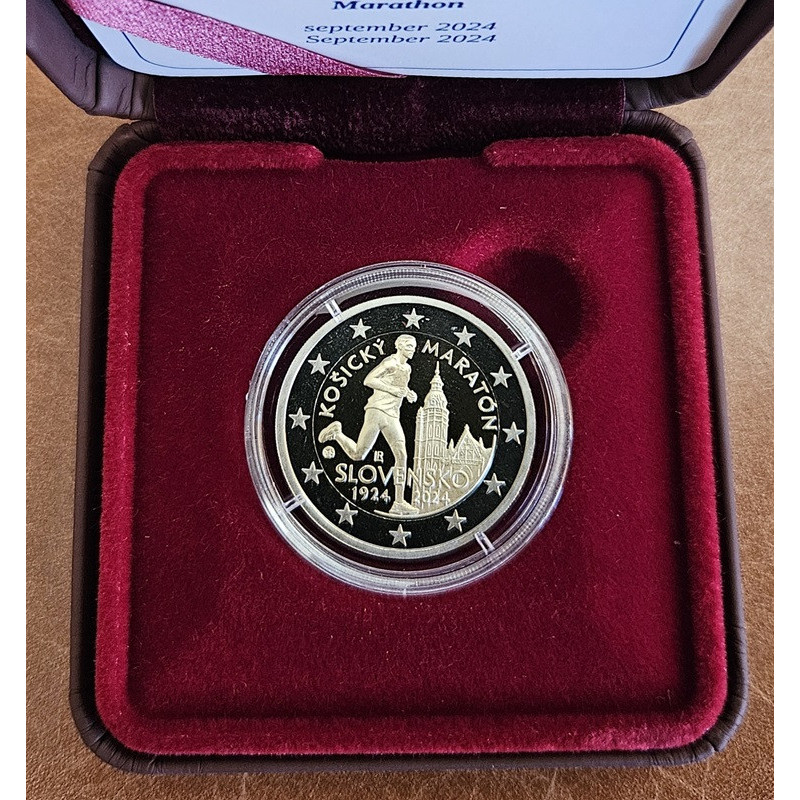 Marathon
september 2024
September 2024
KOŠICKÝ MARATÓN
SLOVENSKO
1924 2024